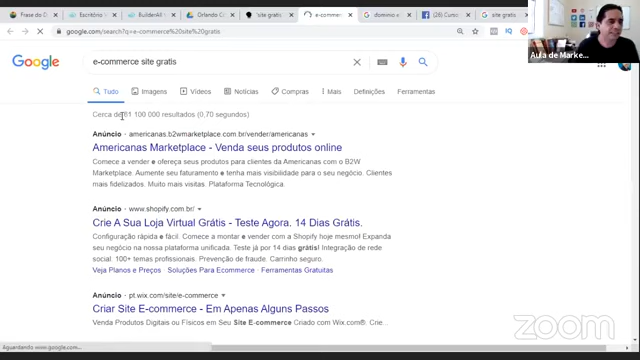 Frase do D
Escritório
BuilderAll
Orlando C
'site gratis
e-commerc
dominio e
(26) Curso
site gratis
google.com/search?q=e-commerce%20site%20gratis
Google
e-commerce site gratis
Tudo
Imagens
Vídeos
Notícias
Compras
Mais
Definições
Ferramentas
Aula de Marke...
Cerca de 61 100 000 resultados (0,70 segundos)
Anúncio · americanas.b2wmarketplace.com.br/vender/americanas
Americanas Marketplace - Venda seus produtos online
Comece a vender e ofereça seus produtos para clientes da Americanas com o B2W
Marketplace. Aumente seu faturamento e tenha mais visibilidade para o seu negócio. Clientes
mais fidelizados. Muito mais visitas. Plataforma Tecnológica
Anúncio · www.shopify.com.br/
Crie A Sua Loja Virtual Grátis - Teste Agora. 14 Dias Grátis.
Configuração rápida e fácil. Comece a montar e vender com a Shopify hoje mesmo! Expanda
seu negócio na nossa plataforma unificada. Teste já por 14 dias grátis! Integração de rede
social. 100+ temas profissionais. Prevenção de fraude. Carrinho seguro.
Veja Planos e Preços · Soluções Para Ecommerce · Ferramentas Gratuitas
Anúncio · pt.wix.com/site/e-commerce
Criar Site E-commerce - Em Apenas Alguns Passos
Venda Produtos Digitais ou Físicos em Seu Site E-commerce Criado com Wix.com. Crie...
Aguardando www.google.com...
zoom